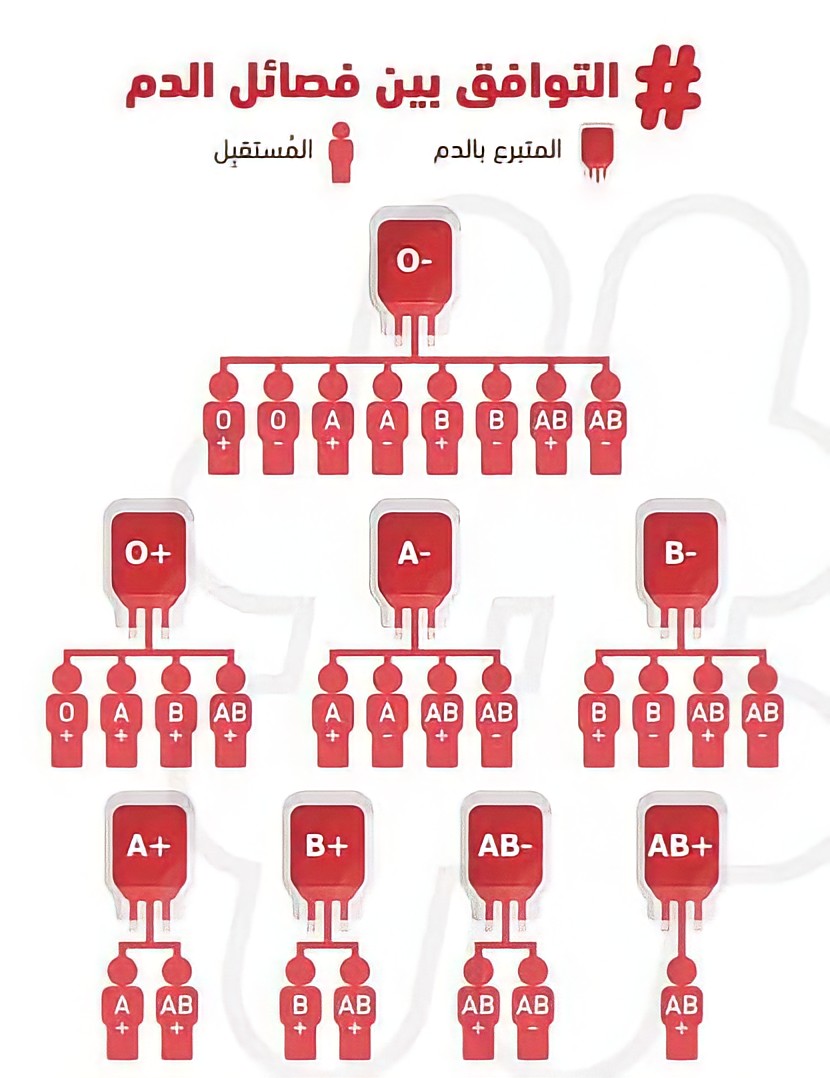 # التوافق بين فصائل الدم
المتبرع بالدم المُستقبِل
O-
O+ O- A+ A- B+ B- AB+ AB-
O+ A- B-
O+ A+ B+ AB+ A+ A- AB+ AB- B+ B- AB+ AB-
A+ B+ AB- AB+
A+ AB+ B+ AB+ AB+ AB- AB+